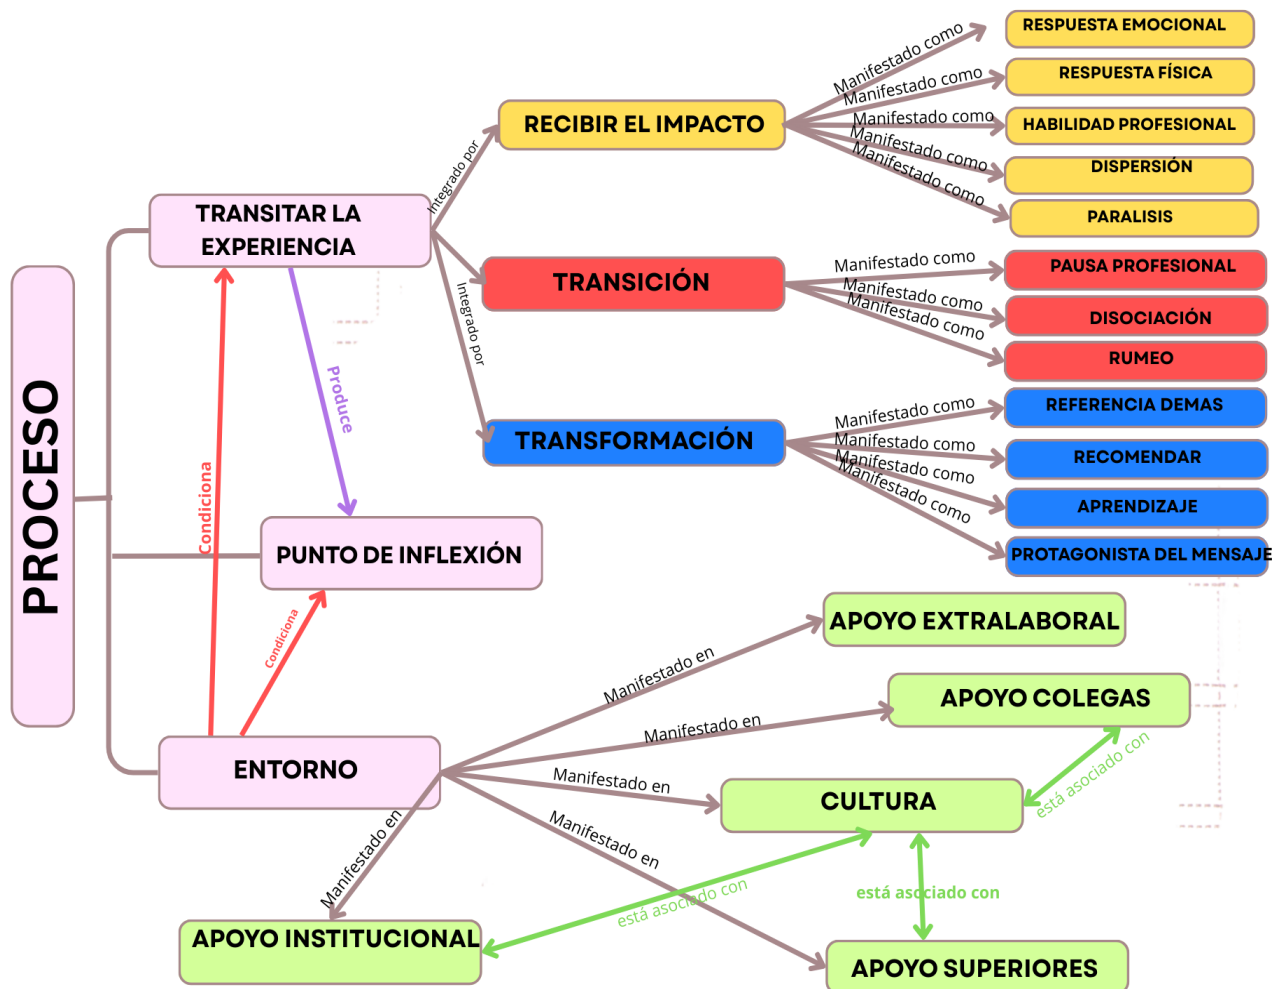 PROCESO
TRANSITAR LA
EXPERIENCIA
PUNTO DE INFLEXIÓN
ENTORNO
Condiciona
Condiciona
Produce
Integrado por
Integrado por
RECIBIR EL IMPACTO
Manifestado como
Manifestado como
Manifestado como
Manifestado como
Manifestado como
RESPUESTA EMOCIONAL
RESPUESTA FÍSICA
HABILIDAD PROFESIONAL
DISPERSIÓN
PARALISIS
TRANSICIÓN
Manifestado como
Manifestado como
Manifestado como
PAUSA PROFESIONAL
DISOCIACIÓN
RUMEO
TRANSFORMACIÓN
Manifestado como
Manifestado como
Manifestado como
Manifestado como
REFERENCIA DEMAS
RECOMENDAR
APRENDIZAJE
PROTAGONISTA DEL MENSAJE
Manifestado en
Manifestado en
Manifestado en
Manifestado en
Manifestado en
APOYO EXTRALABORAL
APOYO COLEGAS
está asociado con
CULTURA
está asociado con
está asociado con
APOYO INSTITUCIONAL
APOYO SUPERIORES